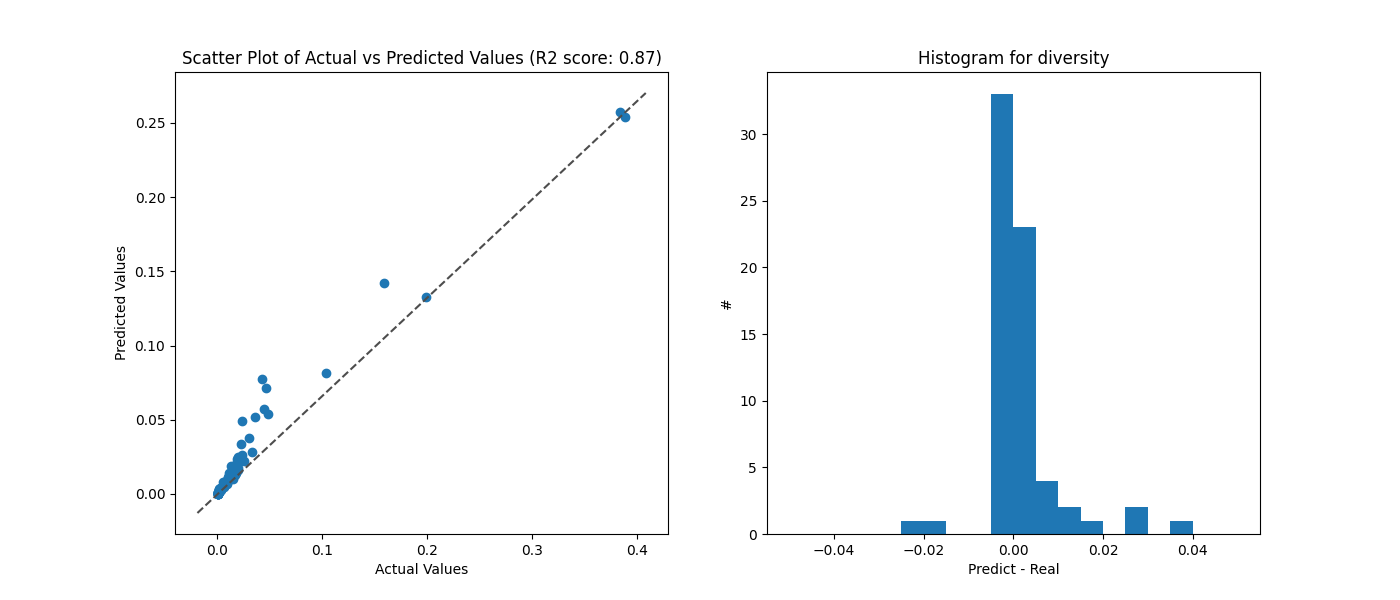 Scatter Plot of Actual vs Predicted Values (R2 score: 0.87)
Predicted Values
0.25
0.20
0.15
0.10
0.05
0.00
0.0 0.1 0.2 0.3 0.4
Actual Values
Histogram for diversity
#
30
25
20
15
10
5
0
−0.04 −0.02 0.00 0.02 0.04
Predict - Real